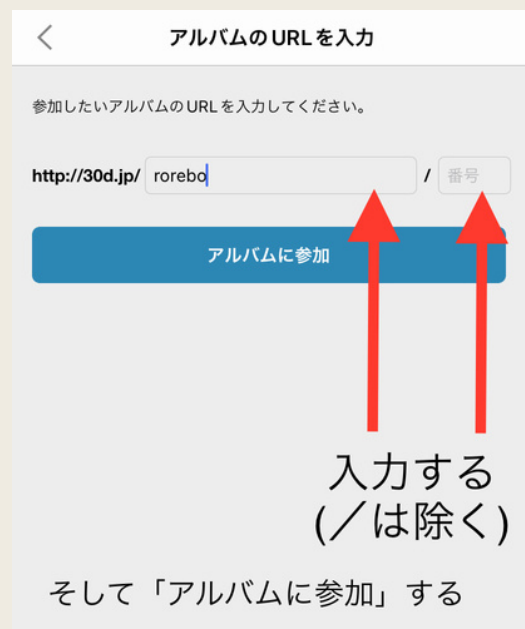 アルバムのURLを入力
参加したいアルバムのURLを入力してください。
http://30d.jp/ rorebo / 番号
アルバムに参加
入力する
(／は除く)
そして「アルバムに参加」する